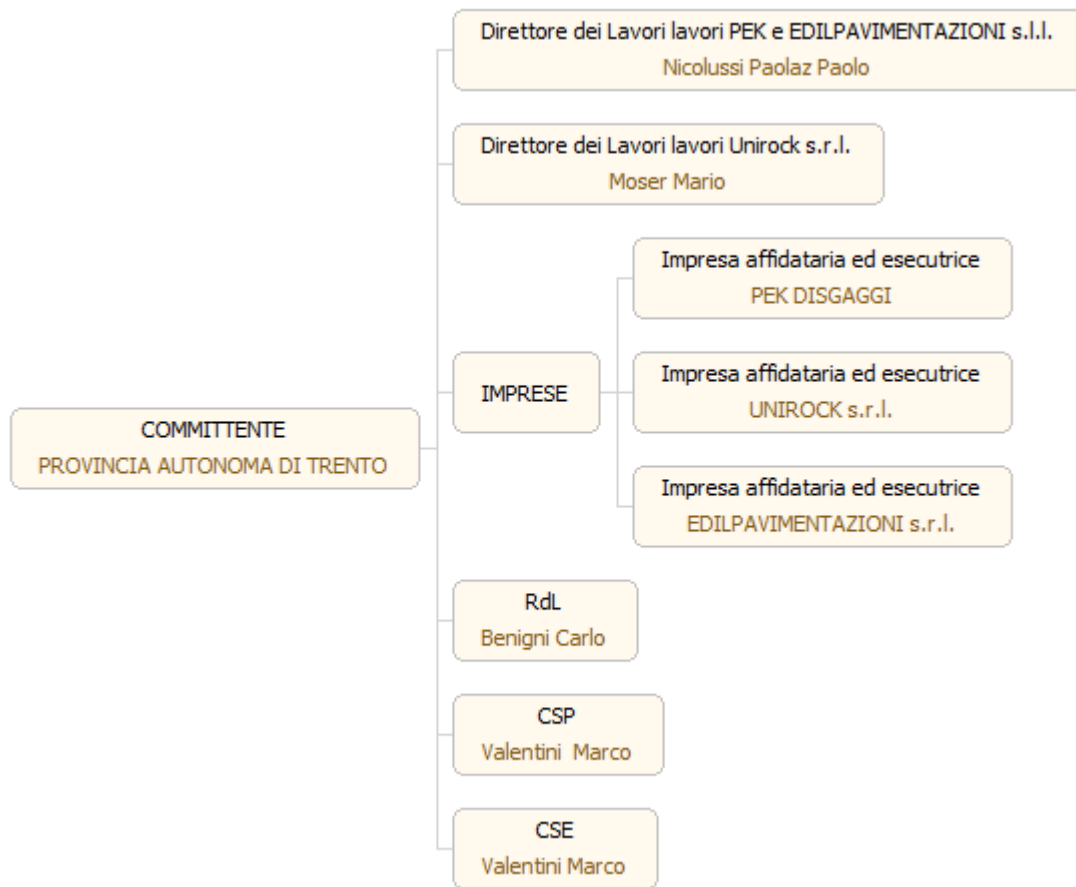 Direttore dei Lavori lavori PEK e EDILPAVIMENTAZIONI s.l.l.
Nicolussi Paolaz Paolo
Direttore dei Lavori lavori Unirock s.r.l.
Moser Mario
Impresa affidataria ed esecutrice
PEK DISGAGGI
IMPRESE
Impresa affidataria ed esecutrice
UNIROCK s.r.l.
COMMITTENTE
PROVINCIA AUTONOMA DI TRENTO
Impresa affidataria ed esecutrice
EDILPAVIMENTAZIONI s.r.l.
RdL
Benigni Carlo
CSP
Valentini  Marco
CSE
Valentini Marco